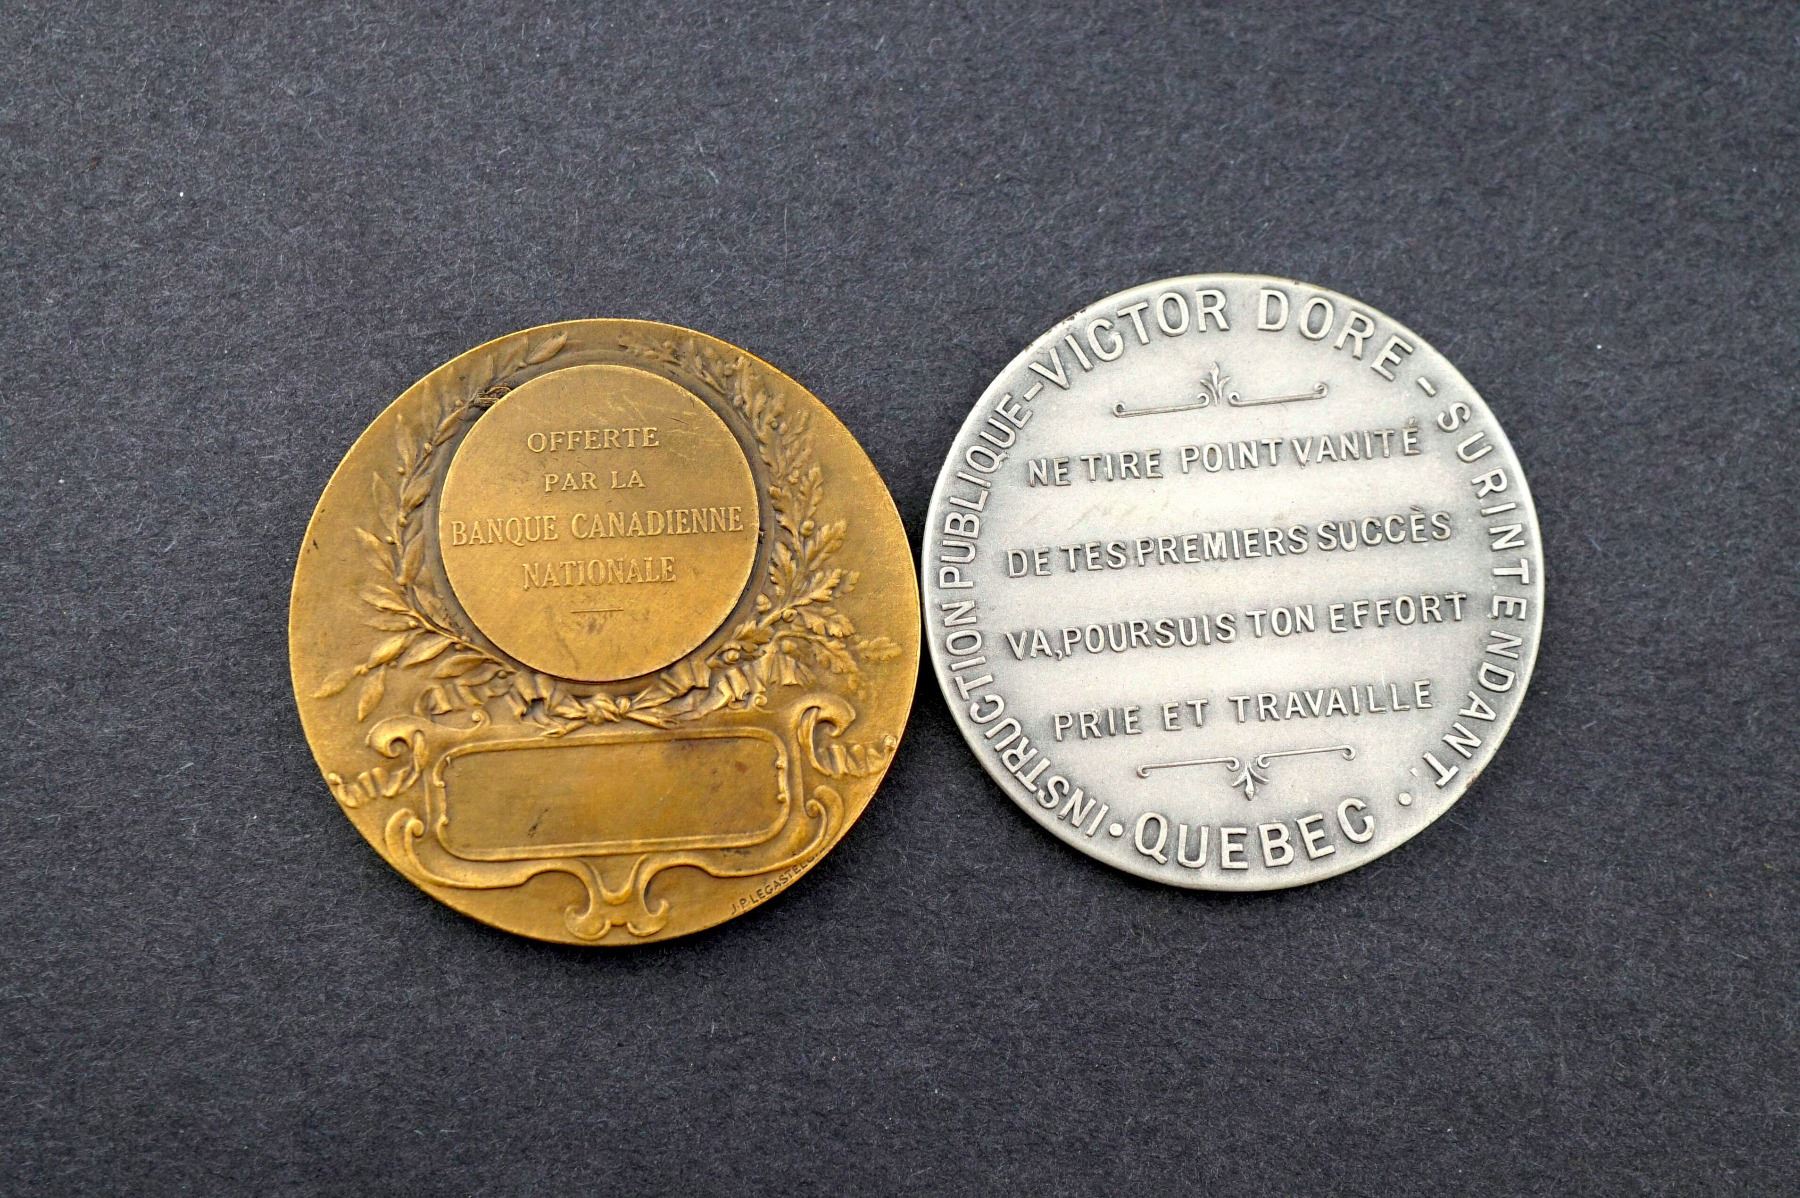 OFFERTE
PAR LA
BANQUE CANADIENNE
NATIONALE
J.P LEGASTELOIS
INSTRUCTION PUBLIQUE-VICTOR DORE-SURINTENDANT.
NE TIRE POINT VANITÉ
DE TES PREMIERS SUCCÈS
VA, POURSUIS TON EFFORT
PRIE ET TRAVAILLE
• QUEBEC •